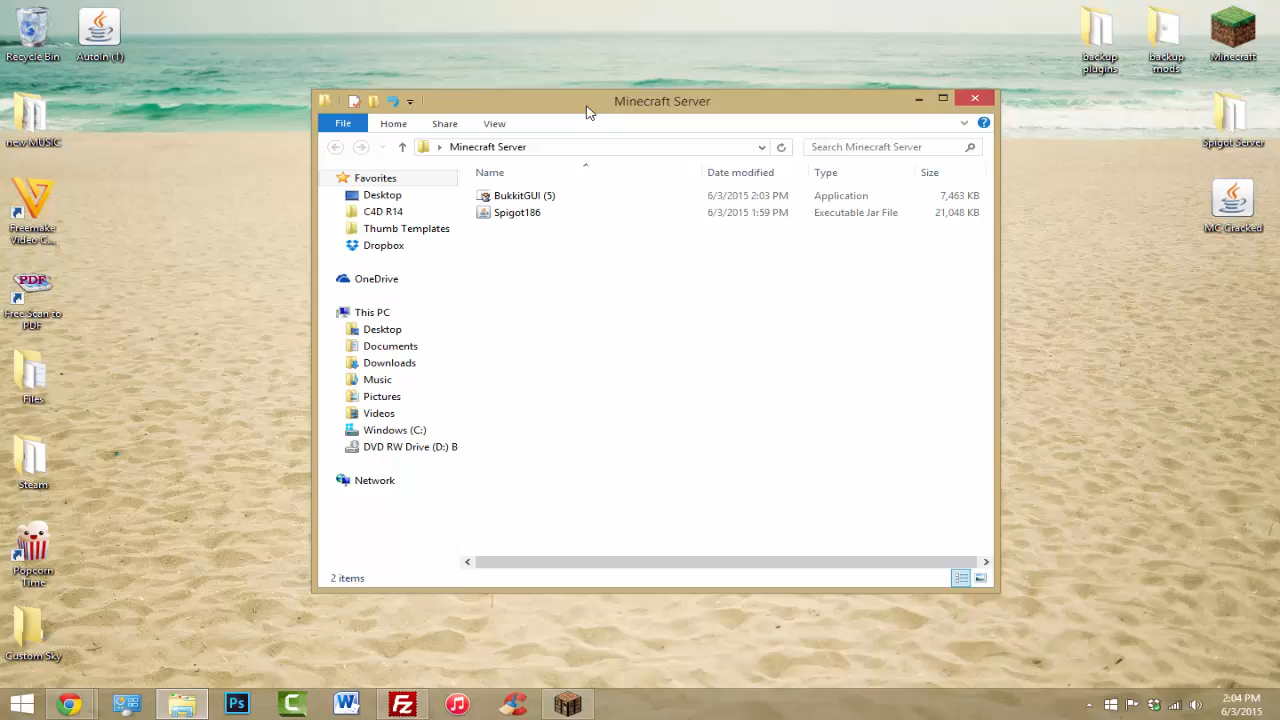 Recycle Bin
AutoIn (1)
new MUSIC
Freemake
Video C...
PDF
Free Scan to
PDF
Files
Steam
Popcorn
Time
Custom Sky
backup
plugins
backup
mods
Minecraft
Spigot Server
MC Cracked
Minecraft Server
File
Home
Share
View
Minecraft Server
Search Minecraft Server
Name
Date modified
Type
Size
BukkitGUI (5)
6/3/2015 2:03 PM
Application
7,463 KB
6/3/2015 1:59 PM
Executable Jar File
21,048 KB
Favorites
Desktop
C4D R14
Thumb Templates
Dropbox
OneDrive
This PC
Desktop
Documents
Downloads
Music
Pictures
Videos
Windows (C:)
DVD RW Drive (D:) B
Network
2 items
Ps
C
W
FZ
2:04 PM
6/3/2015